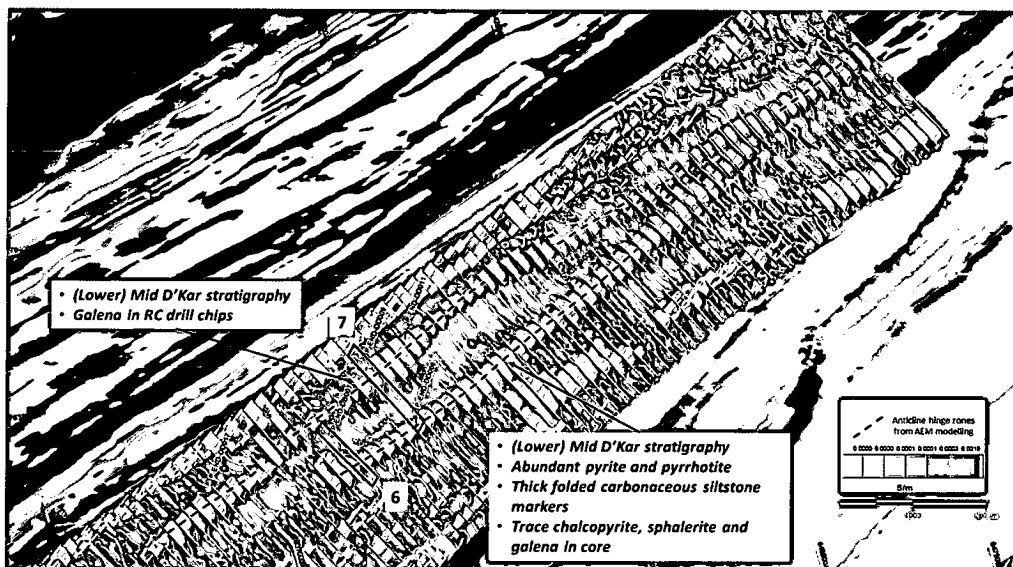 • (Lower) Mid D'Kar stratigraphy
• Galena in RC drill chips
7
6
• (Lower) Mid D'Kar stratigraphy
• Abundant pyrite and pyrrhotite
• Thick folded carbonaceous siltstone
markers
• Trace chalcopyrite, sphalerite and
galena in core
Anticline hinge zones
from AEM modelling
S/m